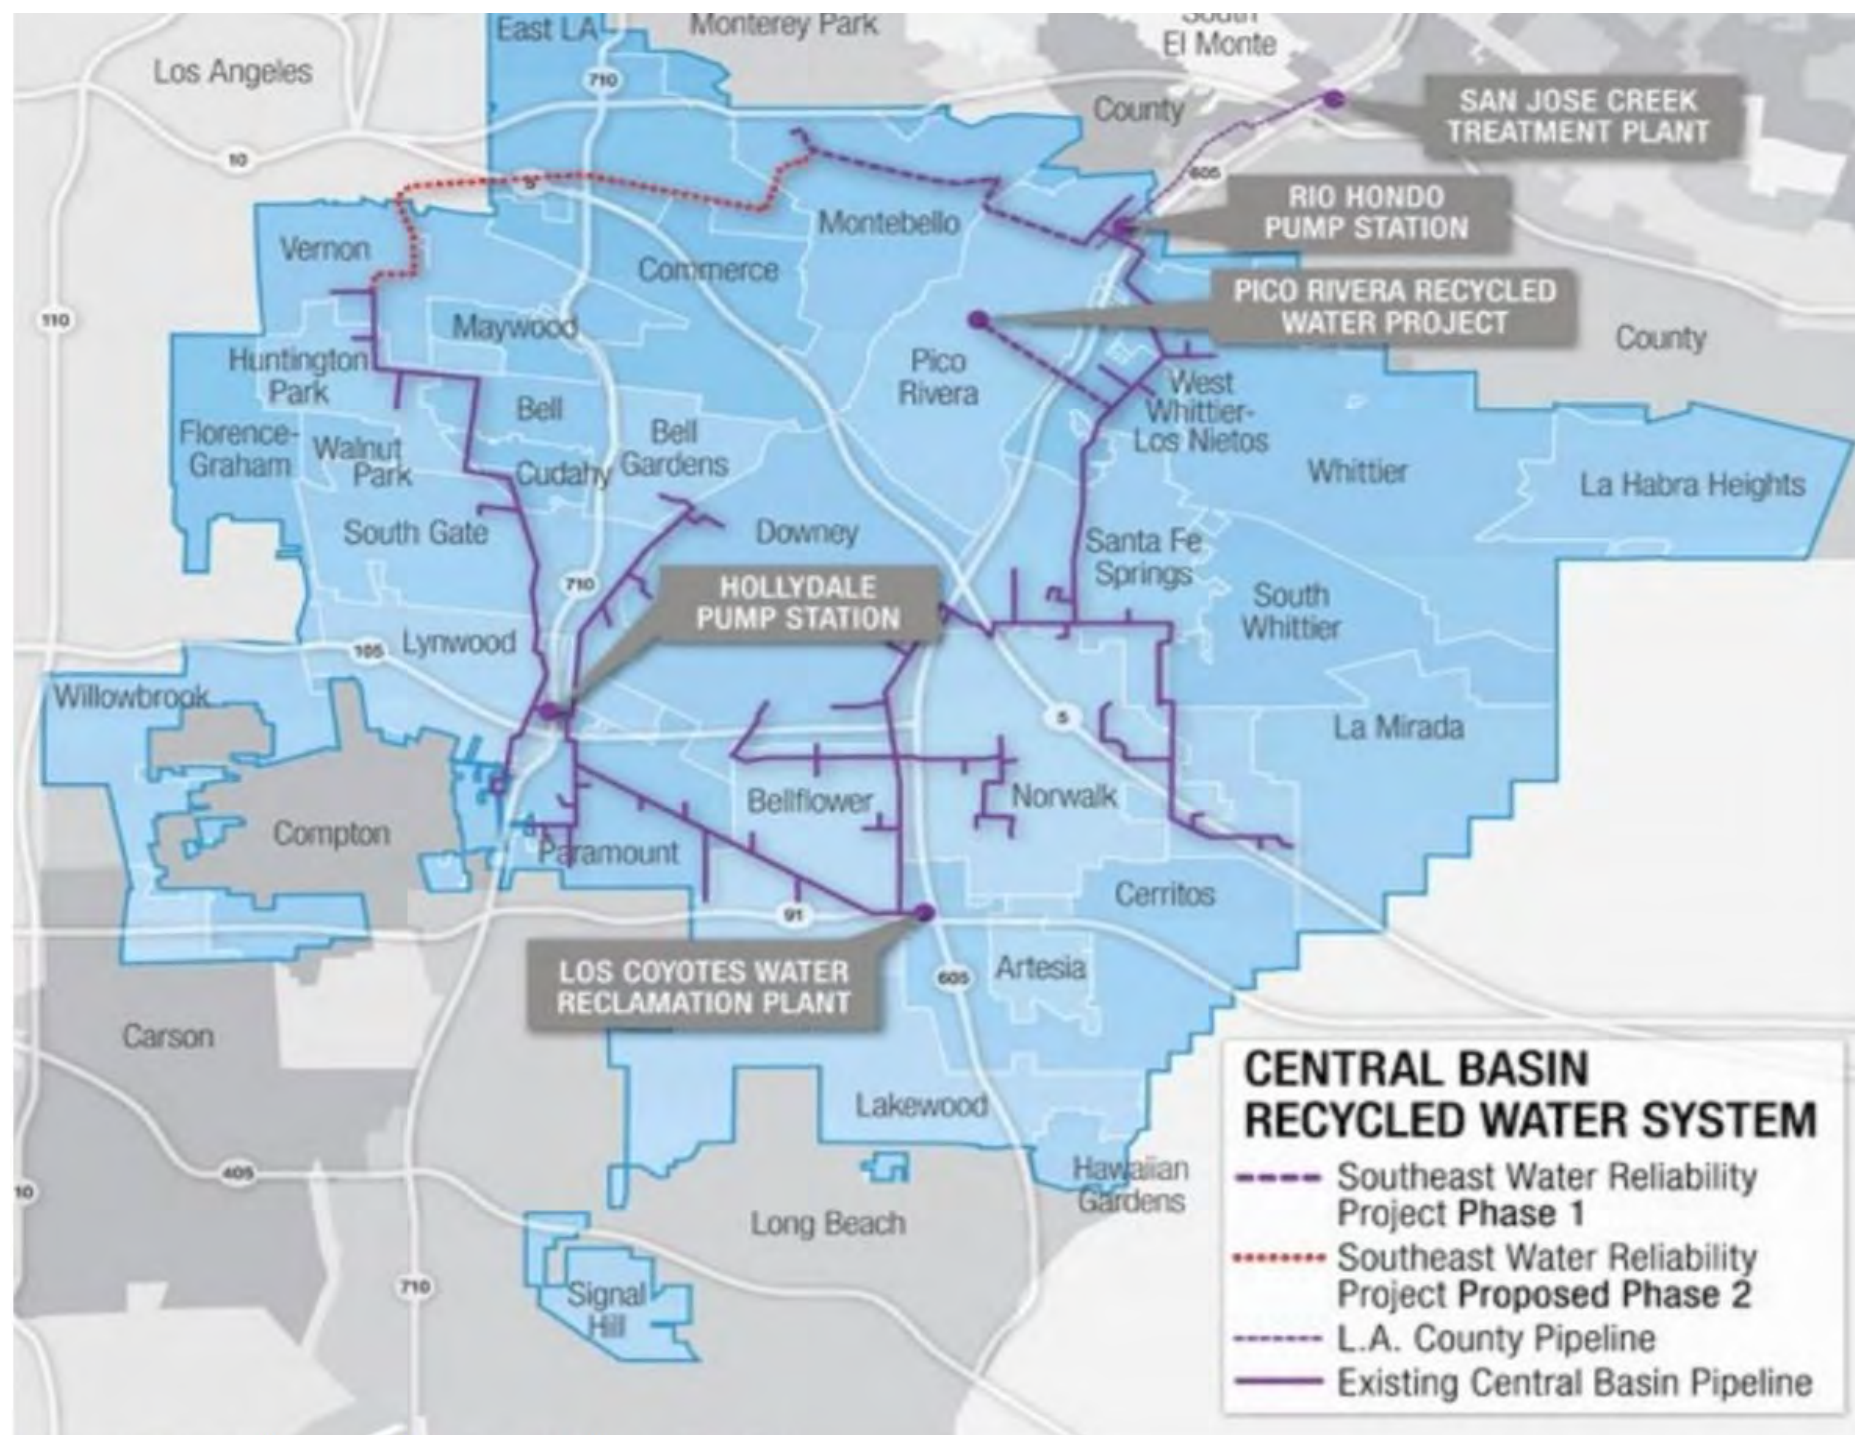 East LA
Monterey Park
South
El Monte
Los Angeles
710
County
SAN JOSE CREEK
TREATMENT PLANT
10
5
605
RIO HONDO
PUMP STATION
Vernon
Montebello
Commerce
PICO RIVERA RECYCLED
WATER PROJECT
110
Maywood
County
Huntington
Park
Pico
Rivera
West
Whittier-
Los Nietos
Bell
Florence-
Graham
Walnut
Park
Bell
Gardens
Cudahy
Whittier
La Habra Heights
South Gate
Downey
Santa Fe
Springs
710
HOLLYDALE
PUMP STATION
South
Whittier
105
Lynwood
Willowbrook
5
La Mirada
Bellflower
Norwalk
Compton
Paramount
Cerritos
91
LOS COYOTES WATER
RECLAMATION PLANT
605
Artesia
Carson
Lakewood
405
10
Hawaiian
Gardens
Long Beach
710
Signal
Hill
CENTRAL BASIN
RECYCLED WATER SYSTEM
Southeast Water Reliability
Project Phase 1
Southeast Water Reliability
Project Proposed Phase 2
L.A. County Pipeline
Existing Central Basin Pipeline